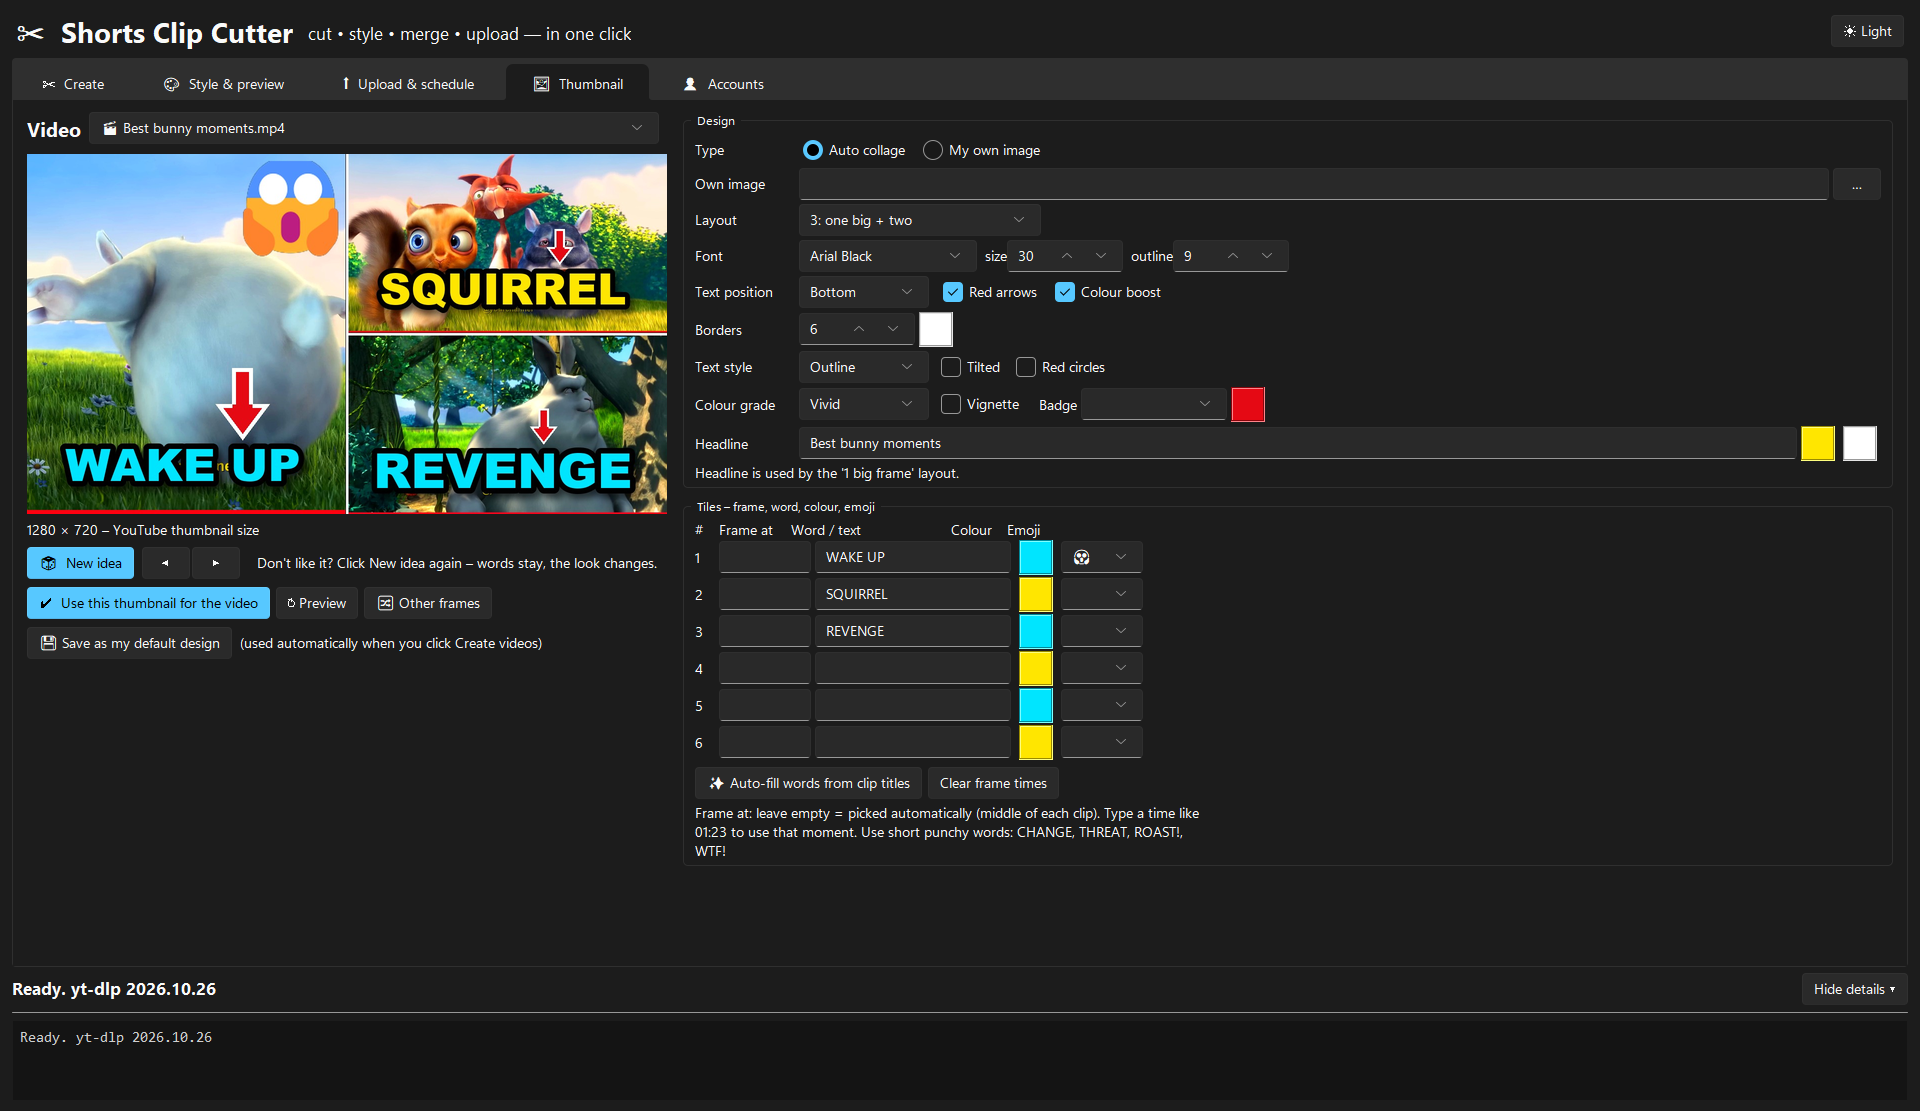 Shorts Clip Cutter cut • style • merge • upload — in one click
Light
Create Style & preview Upload & schedule Thumbnail Accounts
Video Best bunny moments.mp4
SQUIRREL
WAKE UP
REVENGE
1280 × 720 – YouTube thumbnail size
New idea Don't like it? Click New idea again – words stay, the look changes.
Use this thumbnail for the video Preview Other frames
Save as my default design (used automatically when you click Create videos)
Design
Type Auto collage My own image
Own image ...
Layout 3: one big + two
Font Arial Black size 30 outline 9
Text position Bottom Red arrows Colour boost
Borders 6
Text style Outline Tilted Red circles
Colour grade Vivid Vignette Badge
Headline Best bunny moments
Headline is used by the '1 big frame' layout.
Tiles – frame, word, colour, emoji
# Frame at Word / text Colour Emoji
1 WAKE UP
2 SQUIRREL
3 REVENGE
4
5
6
Auto-fill words from clip titles Clear frame times
Frame at: leave empty = picked automatically (middle of each clip). Type a time like
01:23 to use that moment. Use short punchy words: CHANGE, THREAT, ROAST!,
WTF!
Ready. yt-dlp 2026.10.26
Hide details
Ready. yt-dlp 2026.10.26